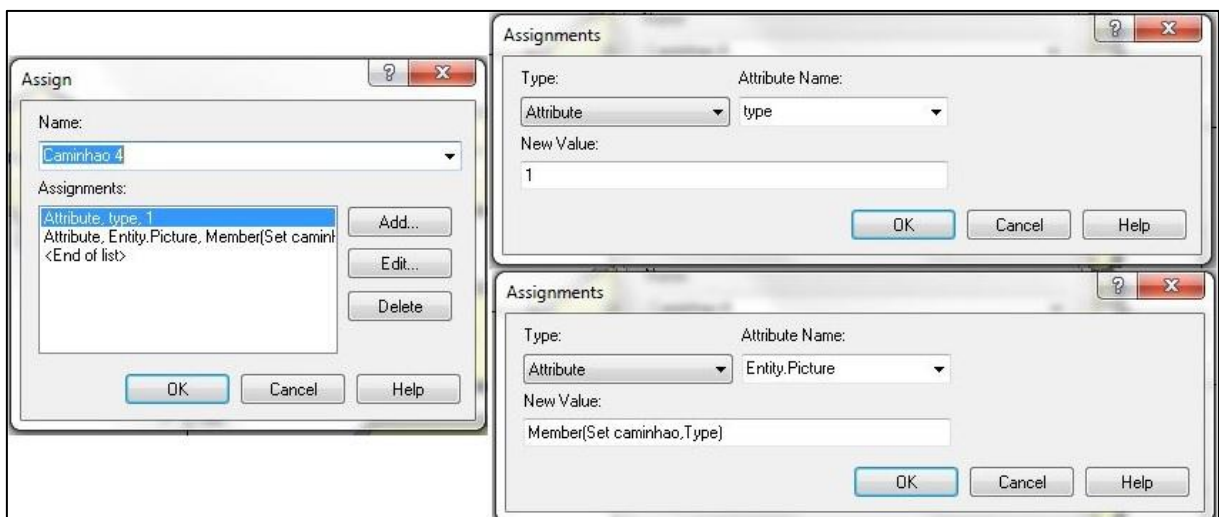 Assign
Name:
Caminhao 4
Assignments:
Attribute, type, 1
Attribute, Entity.Picture, Member(Set caminh
<End of list>
Add...
Edit...
Delete
OK
Cancel
Help
Assignments
Type:
Attribute Name:
Attribute
type
New Value:
1
OK
Cancel
Help
Assignments
Type:
Attribute Name:
Attribute
Entity.Picture
New Value:
Member(Set caminhao,Type)
OK
Cancel
Help